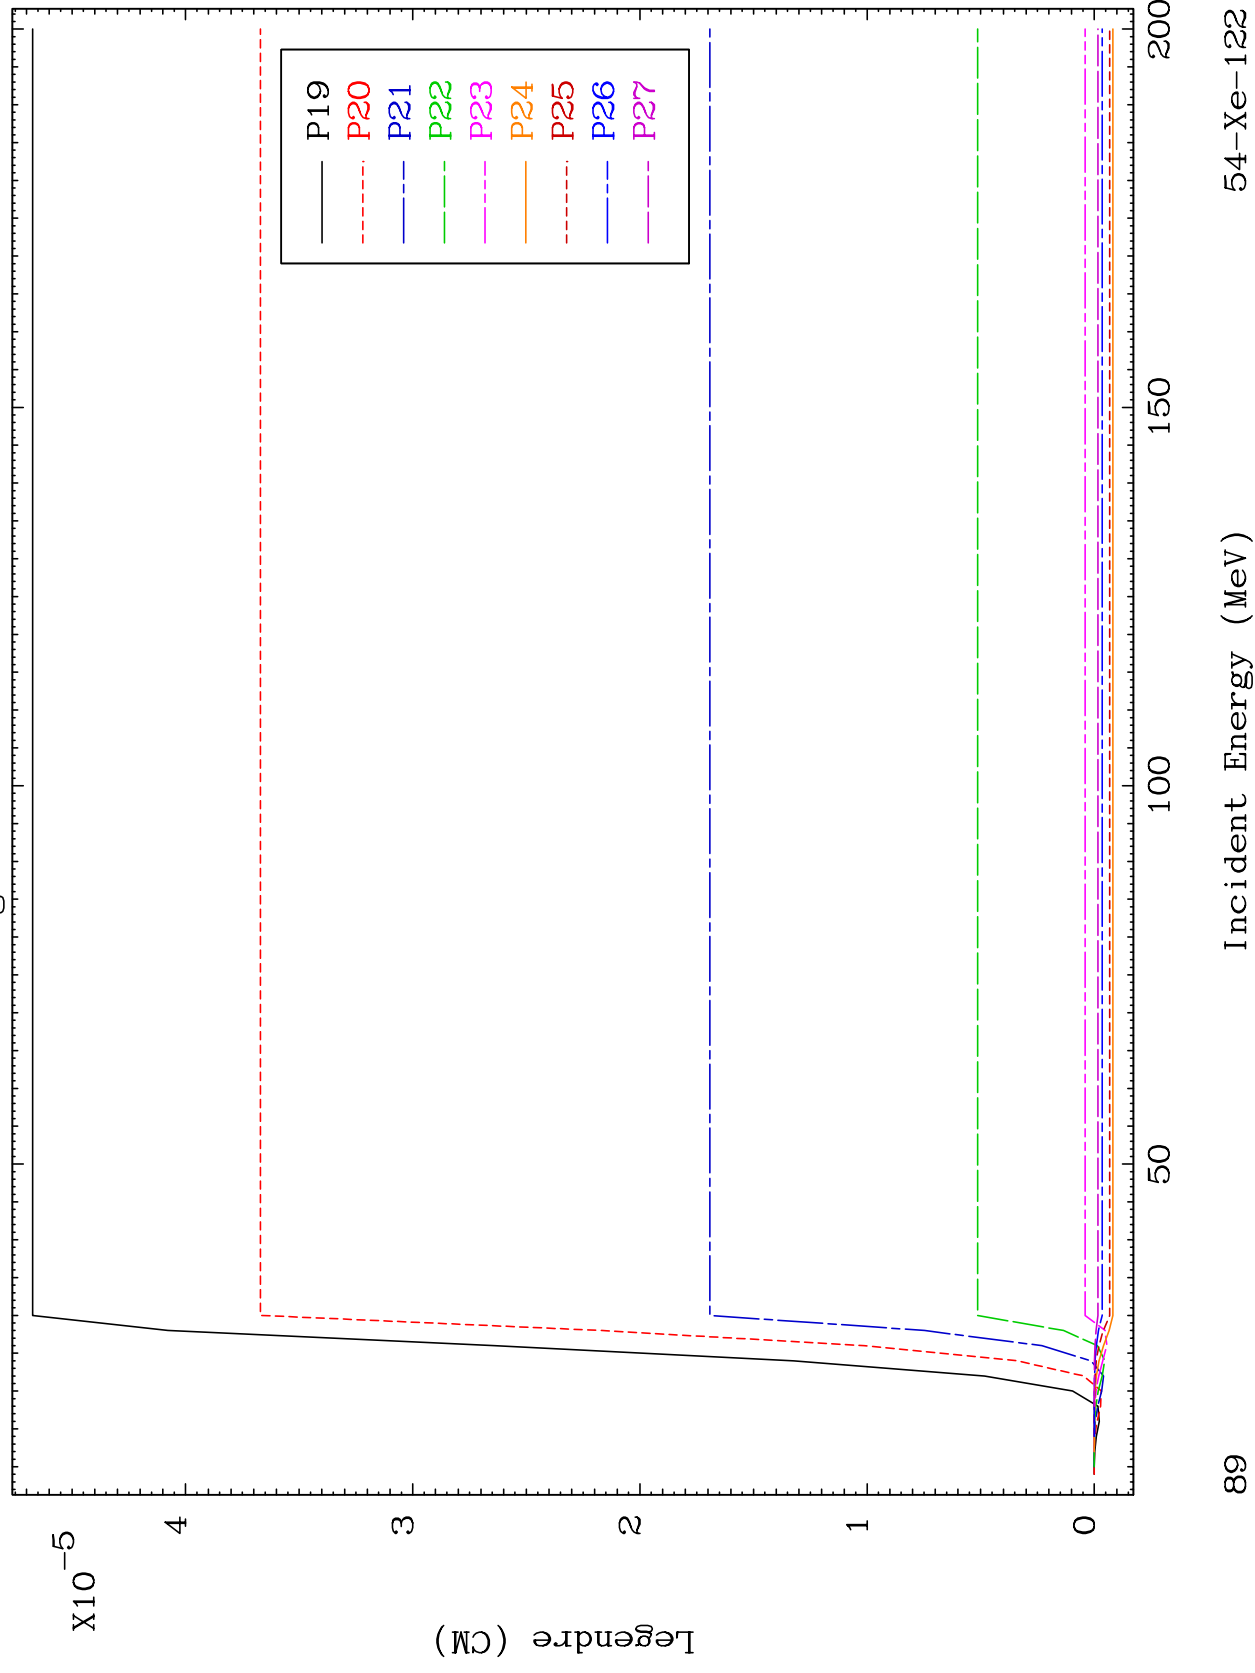 X10-5
Legendre (CM)
4
3
2
1
0
50
100
150
200
P19
P20
P21
P22
P23
P24
P25
P26
P27
89
Incident Energy (MeV)
54-Xe-122